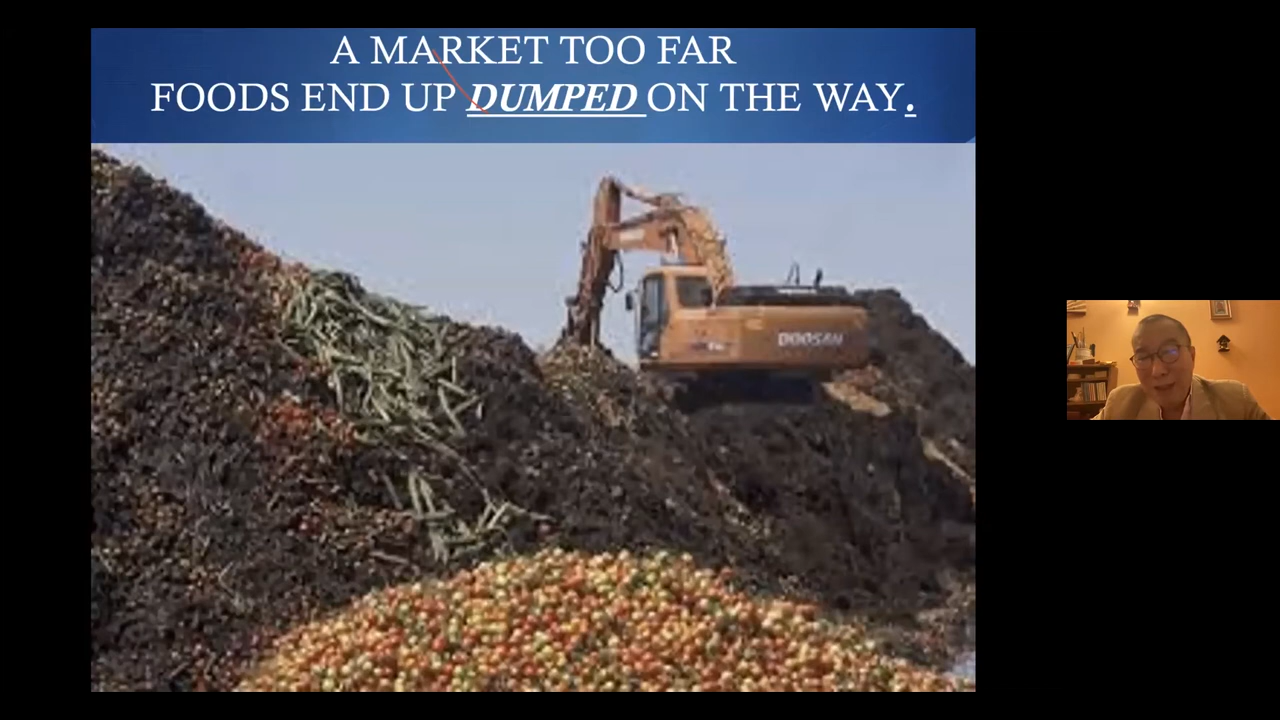 A MARKET TOO FAR
FOODS END UP DUMPED ON THE WAY.
DOOSAN